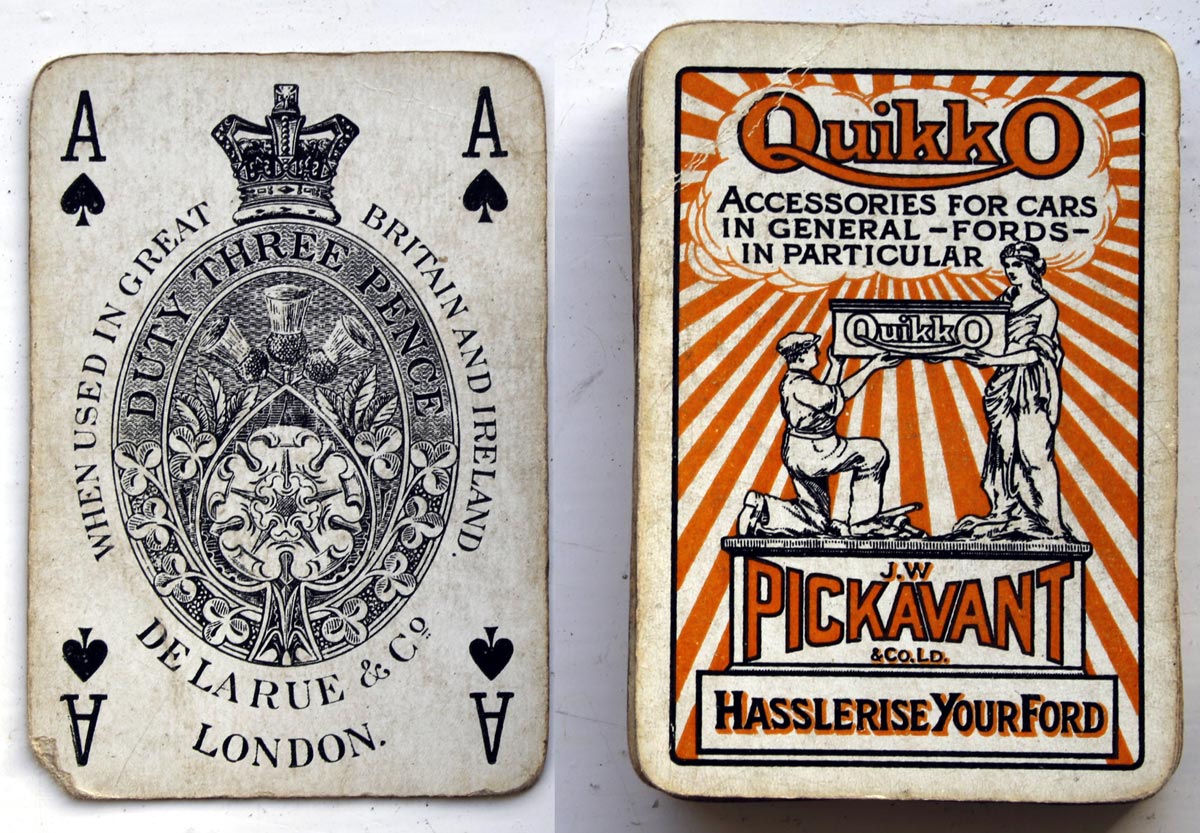 A
A
WHEN USED IN GREAT BRITAIN AND IRELAND.
DUTY THREE PENCE
DE LA RUE & Co:
LONDON.
A
A
QuikkO
ACCESSORIES FOR CARS
IN GENERAL -FORDS-
IN PARTICULAR
QuikkO
J.W
PICKAVANT
& CO. LD.
HASSLERISE YOUR FORD